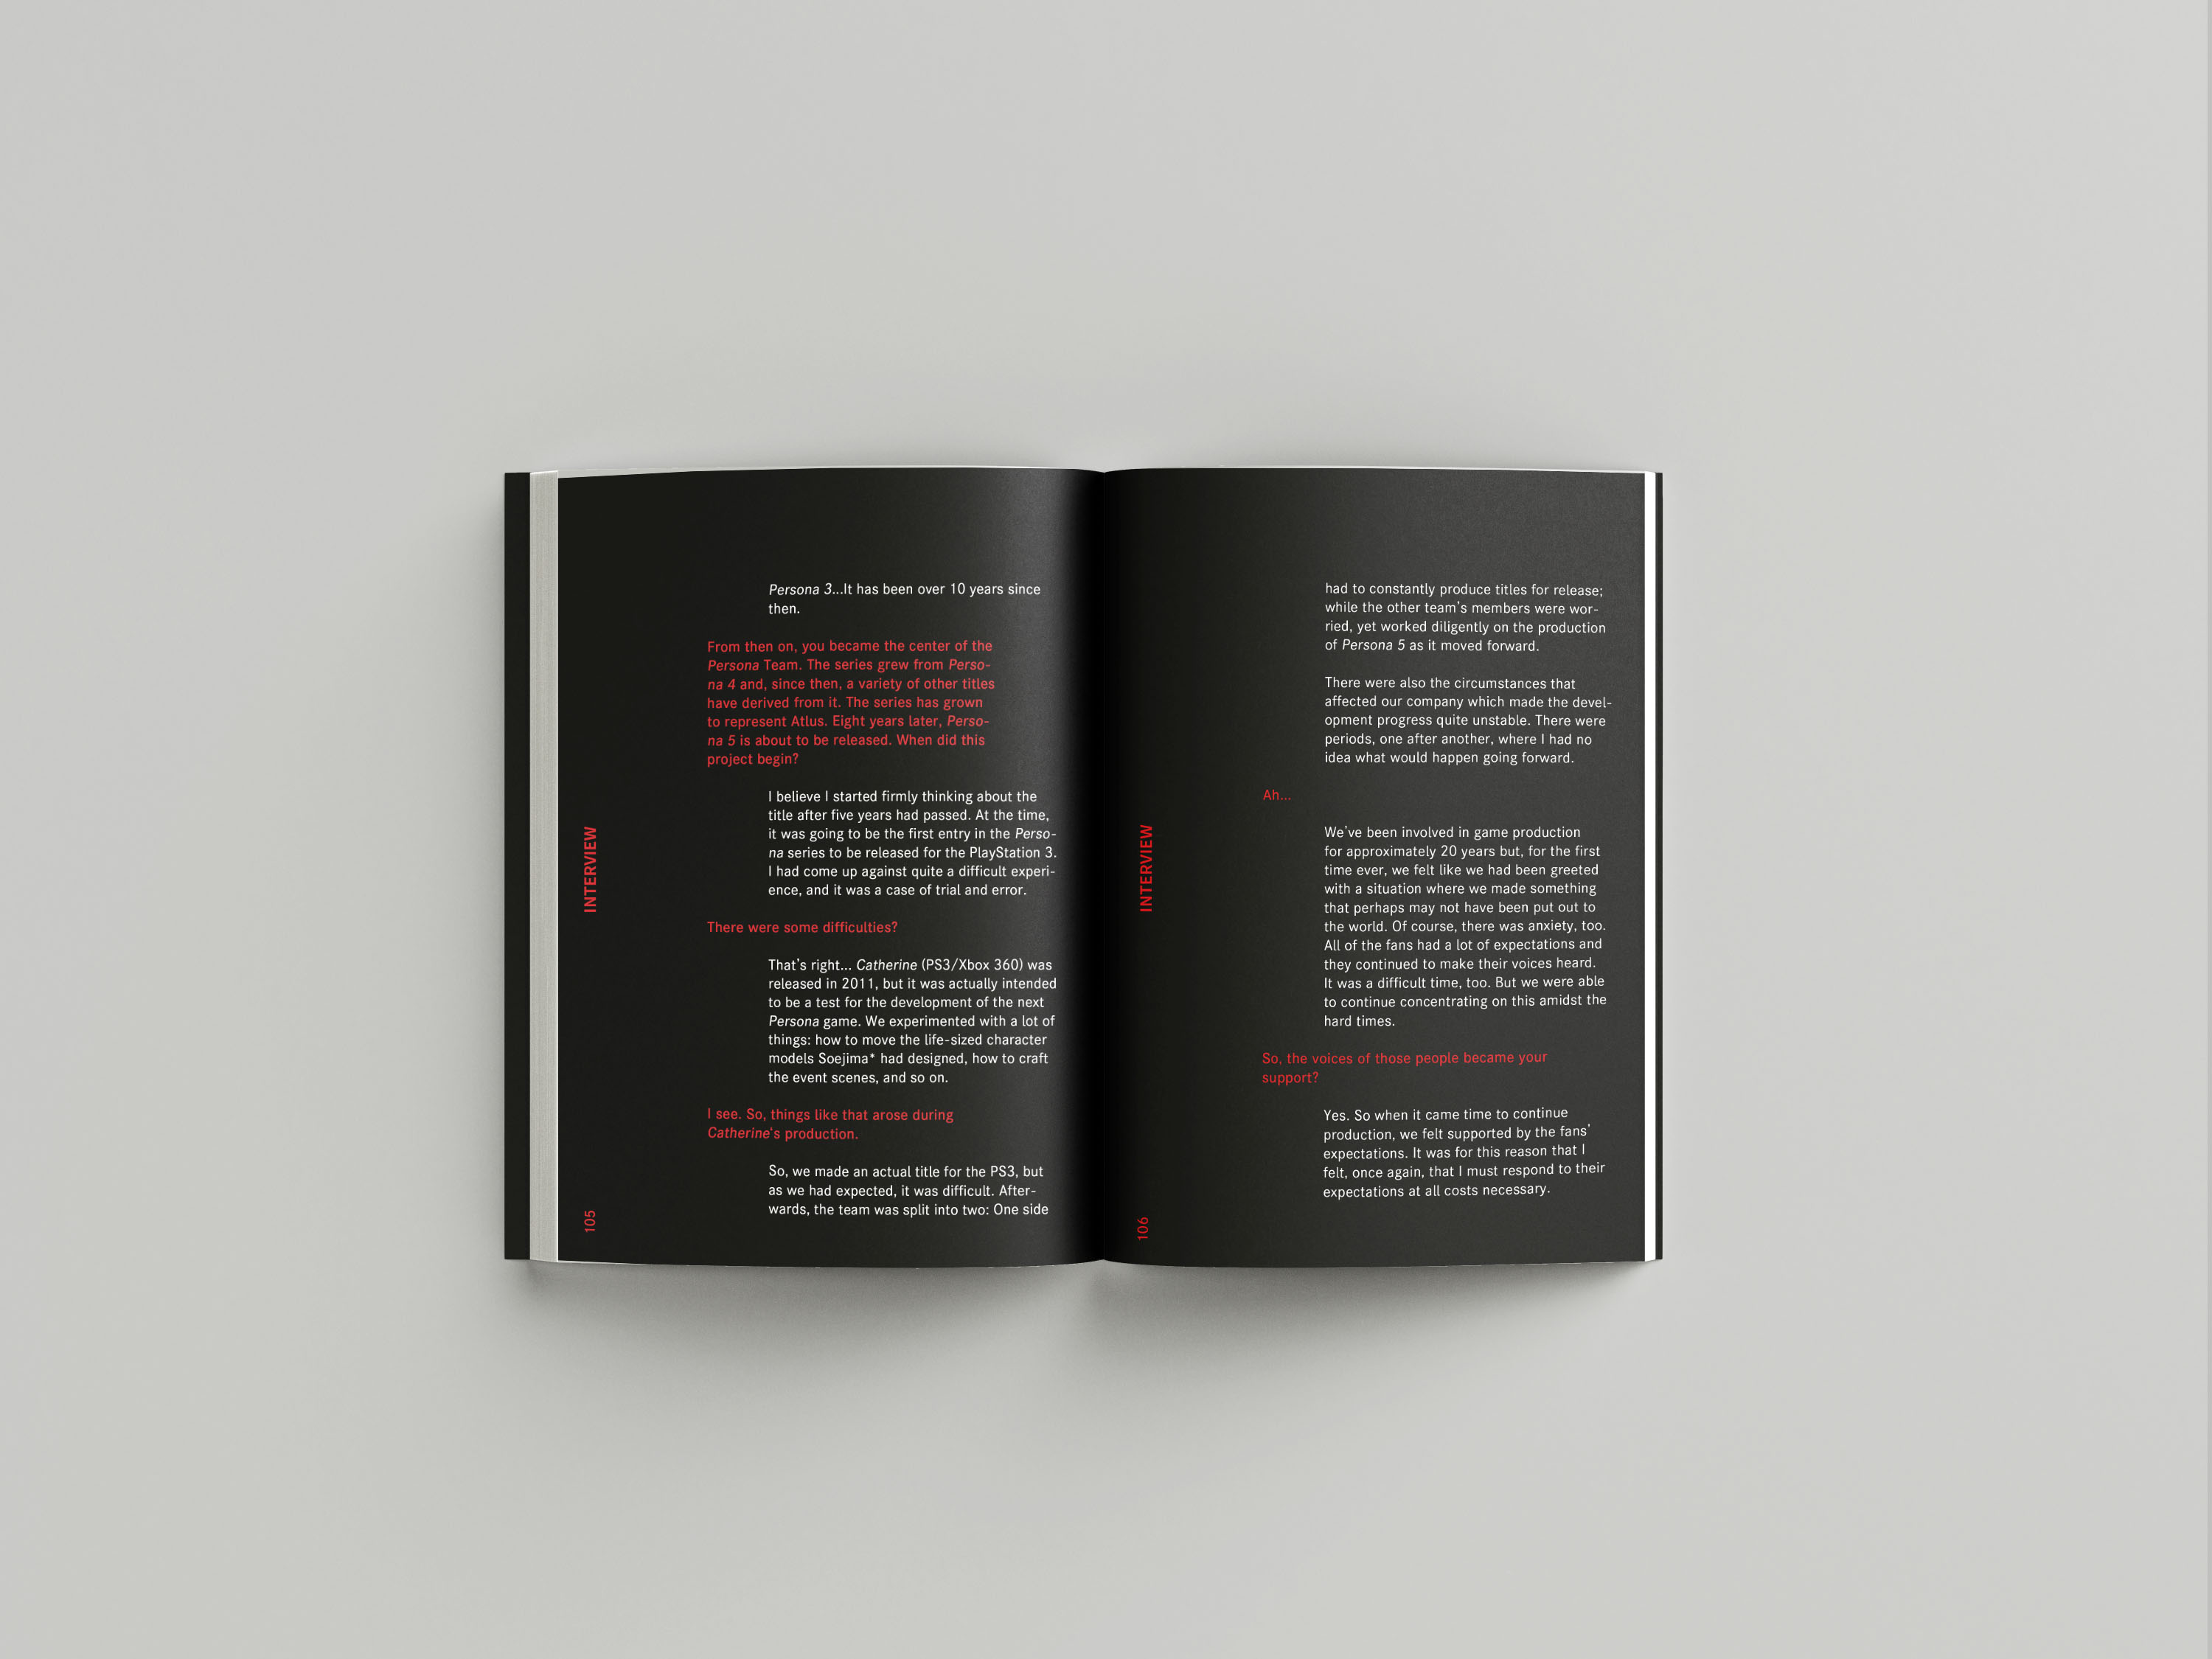 Persona 3...It has been over 10 years since
then.
From then on, you became the center of the
Persona Team. The series grew from Perso-
na 4 and, since then, a variety of other titles
have derived from it. The series has grown
to represent Atlus. Eight years later, Perso-
na 5 is about to be released. When did this
project begin?
I believe I started firmly thinking about the
title after five years had passed. At the time,
it was going to be the first entry in the Perso-
na series to be released for the PlayStation 3.
I had come up against quite a difficult experi-
ence, and it was a case of trial and error.
There were some difficulties?
That's right... Catherine (PS3/Xbox 360) was
released in 2011, but it was actually intended
to be a test for the development of the next
Persona game. We experimented with a lot of
things: how to move the life-sized character
models Soejima* had designed, how to craft
the event scenes, and so on.
I see. So, things like that arose during
Catherine's production.
So, we made an actual title for the PS3, but
as we had expected, it was difficult. After-
wards, the team was split into two: One side
INTERVIEW
105
had to constantly produce titles for release;
while the other team's members were wor-
ried, yet worked diligently on the production
of Persona 5 as it moved forward.
There were also the circumstances that
affected our company which made the devel-
opment progress quite unstable. There were
periods, one after another, where I had no
idea what would happen going forward.
Ah...
We've been involved in game production
for approximately 20 years but, for the first
time ever, we felt like we had been greeted
with a situation where we made something
that perhaps may not have been put out to
the world. Of course, there was anxiety, too.
All of the fans had a lot of expectations and
they continued to make their voices heard.
It was a difficult time, too. But we were able
to continue concentrating on this amidst the
hard times.
So, the voices of those people became your
support?
Yes. So when it came time to continue
production, we felt supported by the fans'
expectations. It was for this reason that I
felt, once again, that I must respond to their
expectations at all costs necessary.
INTERVIEW
106